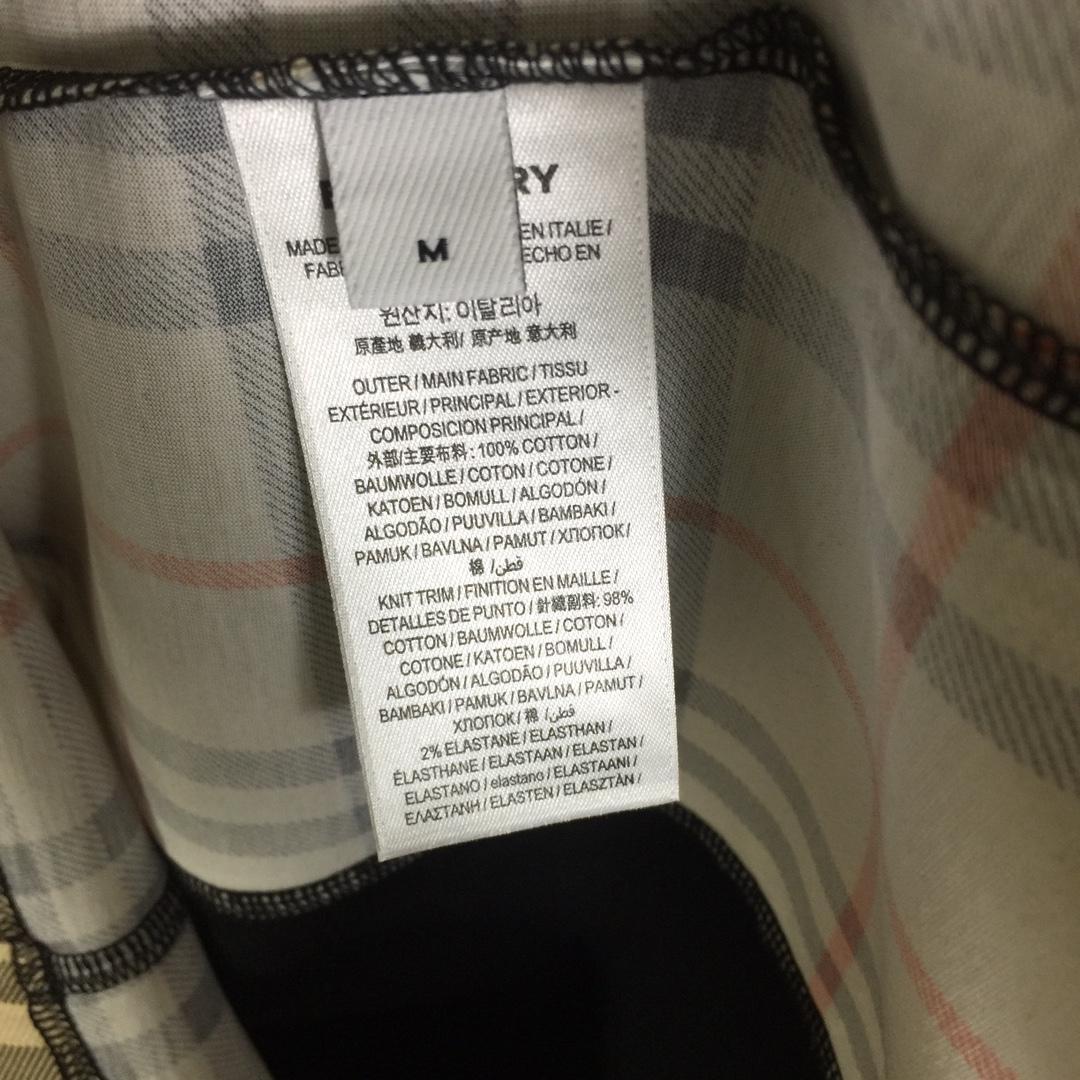 RY
M
MADE EN ITALIE /
FAB ECHO EN
원산지: 이탈리아
原產地 義大利/ 原产地 意大利
OUTER / MAIN FABRIC / TISSU
EXTÉRIEUR / PRINCIPAL / EXTERIOR -
COMPOSICION PRINCIPAL /
外部/主要布料: 100% COTTON /
BAUMWOLLE / COTON / COTONE /
KATOEN / BOMULL / ALGODÓN /
ALGODÃO / PUUVILLA / BAMBAKI /
PAMUK / BAVLNA / PAMUT / ХЛОПОК /
棉 / قطن
KNIT TRIM / FINITION EN MAILLE /
DETALLES DE PUNTO / 針織副料: 98%
COTTON / BAUMWOLLE / COTON /
COTONE / KATOEN / BOMULL /
ALGODÓN / ALGODÃO / PUUVILLA /
BAMBAKI / PAMUK / BAVLNA / PAMUT /
ХЛОПОК / 棉 / قطن
2% ELASTANE / ELASTHAN /
ÉLASTHANE / ELASTAAN / ELASTAN /
ELASTANO / elastano / ELASTAANI /
ΕΛΑΣΤΑΝΗ / ELASTEN / ELASZTÁN /